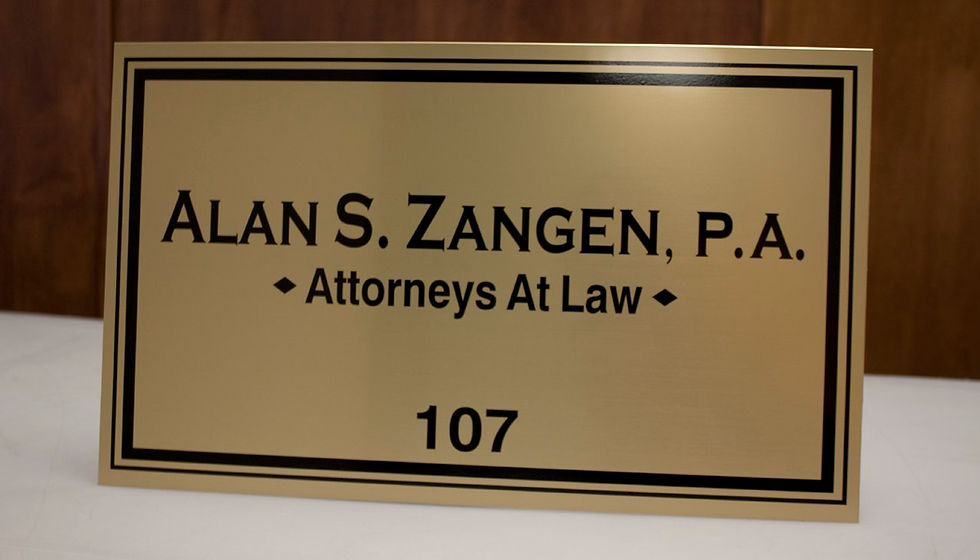 ALAN S. ZANGEN, P.A.
◆ Attorneys At Law ◆
107